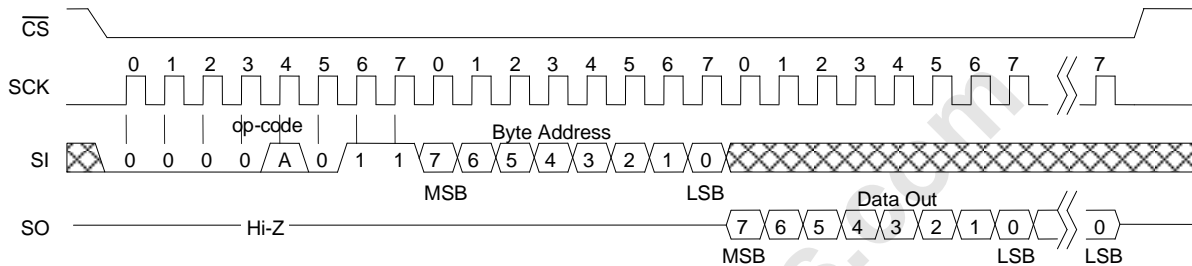 CS
SCK 0 1 2 3 4 5 6 7 0 1 2 3 4 5 6 7 0 1 2 3 4 5 6 7 7
op-code Byte Address
SI 0 0 0 0 A 0 1 1 7 6 5 4 3 2 1 0
MSB LSB
Data Out
SO Hi-Z 7 6 5 4 3 2 1 0 0
MSB LSB LSB
s.com